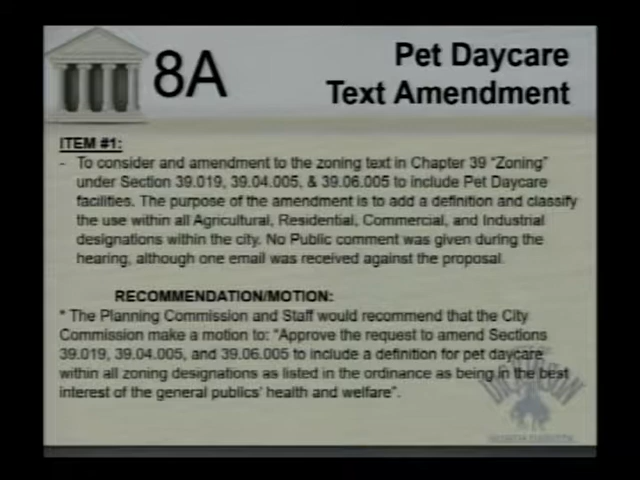 8A
Pet Daycare
Text Amendment
ITEM #1:
- To consider and amendment to the zoning text in Chapter 39 “Zoning”
under Section 39.019, 39.04.005, & 39.06.005 to include Pet Daycare
facilities. The purpose of the amendment is to add a definition and classify
the use within all Agricultural, Residential, Commercial, and Industrial
designations within the city. No Public comment was given during the
hearing, although one email was received against the proposal.
RECOMMENDATION/MOTION:
* The Planning Commission and Staff would recommend that the City
Commission make a motion to: “Approve the request to amend Sections
39.019, 39.04.005, and 39.06.005 to include a definition for pet daycare
within all zoning designations as listed in the ordinance as being in the best
interest of the general publics’ health and welfare”.